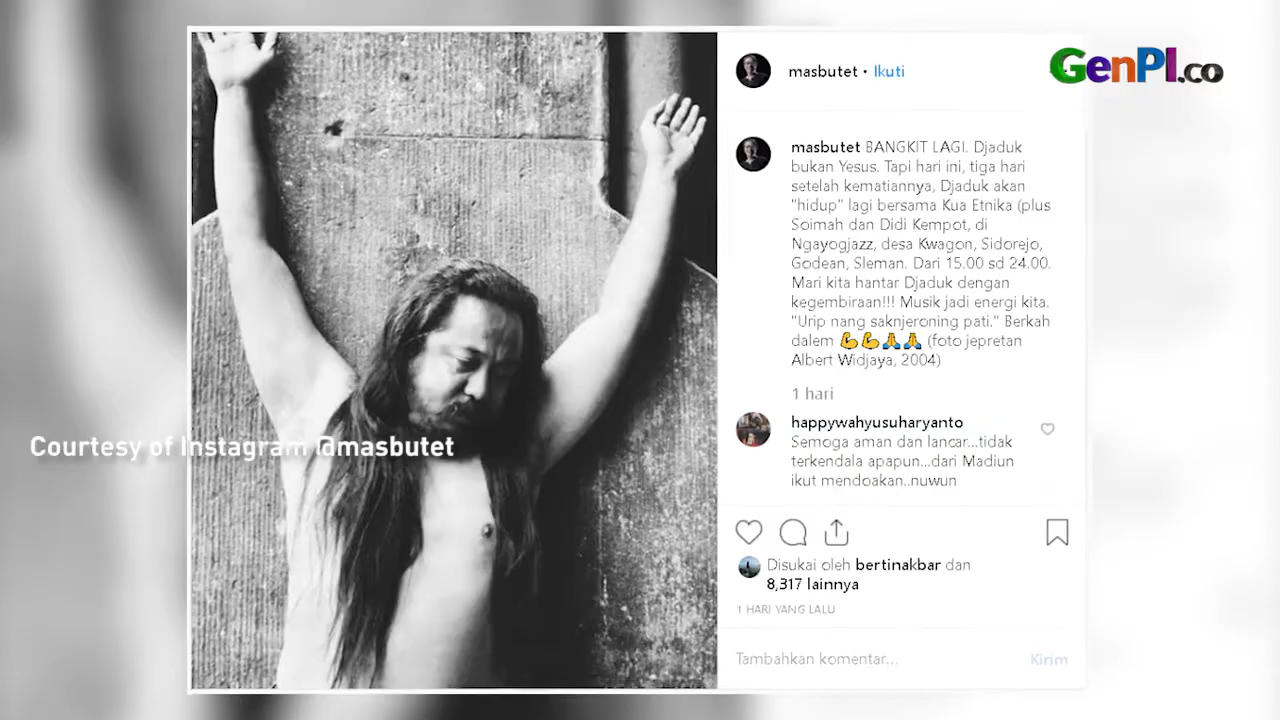 GenPI.co
masbutet • Ikuti
masbutet BANGKIT LAGI. Djaduk
bukan Yesus. Tapi hari ini, tiga hari
setelah kematiannya, Djaduk akan
"hidup" lagi bersama Kua Etnika (plus
Soimah dan Didi Kempot, di
Ngayogjazz, desa Kwagon, Sidorejo,
Godean, Sleman. Dari 15.00 sd 24.00.
Mari kita hantar Djaduk dengan
kegembiraan!!! Musik jadi energi kita.
"Urip nang saknjeroning pati." Berkah
dalem 💪💪🙏🙏 (foto jepretan
Albert Widjaya, 2004)
1 hari
happywahyusuharyanto
Semoga aman dan lancar...tidak
terkendala apapun...dari Madiun
ikut mendoakan..nuwun
Courtesy of Instagram @masbutet
Disukai oleh bertinakbar dan
8,317 lainnya
1 HARI YANG LALU
Tambahkan komentar...
Kirim